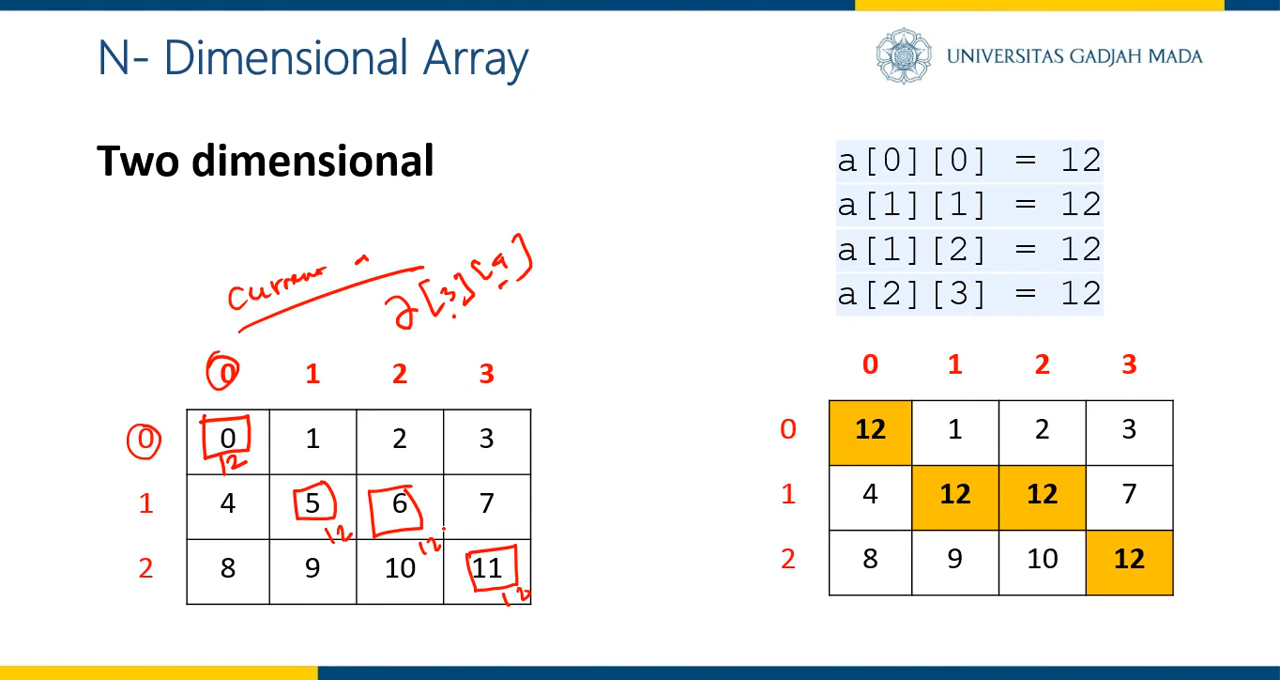 N- Dimensional Array
UNIVERSITAS GADJAH MADA
Two dimensional
a[0][0] = 12
a[1][1] = 12
a[1][2] = 12
a[2][3] = 12
current
a[3][4]
0 1 2 3
0 0 1 2 3
12
1 4 5 6 7
12 12
2 8 9 10 11
12
0 1 2 3
0 12 1 2 3
1 4 12 12 7
2 8 9 10 12